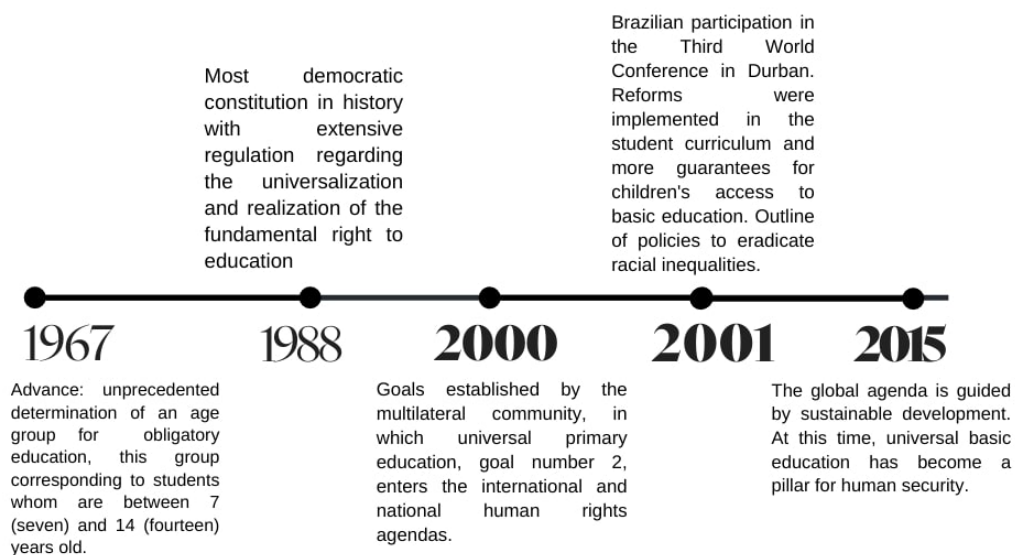 Brazilian participation in
the Third World
Conference in Durban.
Reforms were
implemented in the
student curriculum and
more guarantees for
children's access to
basic education. Outline
of policies to eradicate
racial inequalities.
Most democratic
constitution in history
with extensive
regulation regarding
the universalization
and realization of the
fundamental right to
education
1967
1988
2000
2001
2015
Advance: unprecedented
determination of an age
group for obligatory
education, this group
corresponding to students
whom are between 7
(seven) and 14 (fourteen)
years old.
Goals established by the
multilateral community, in
which universal primary
education, goal number 2,
enters the international and
national human rights
agendas.
The global agenda is guided
by sustainable development.
At this time, universal basic
education has become a
pillar for human security.